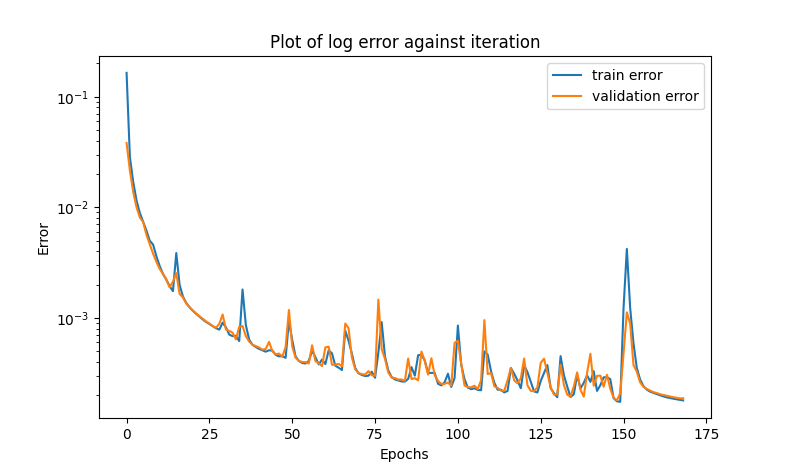 Plot of log error against iteration
train error
validation error
Error
10⁻¹
10⁻²
10⁻³
0 25 50 75 100 125 150 175
Epochs